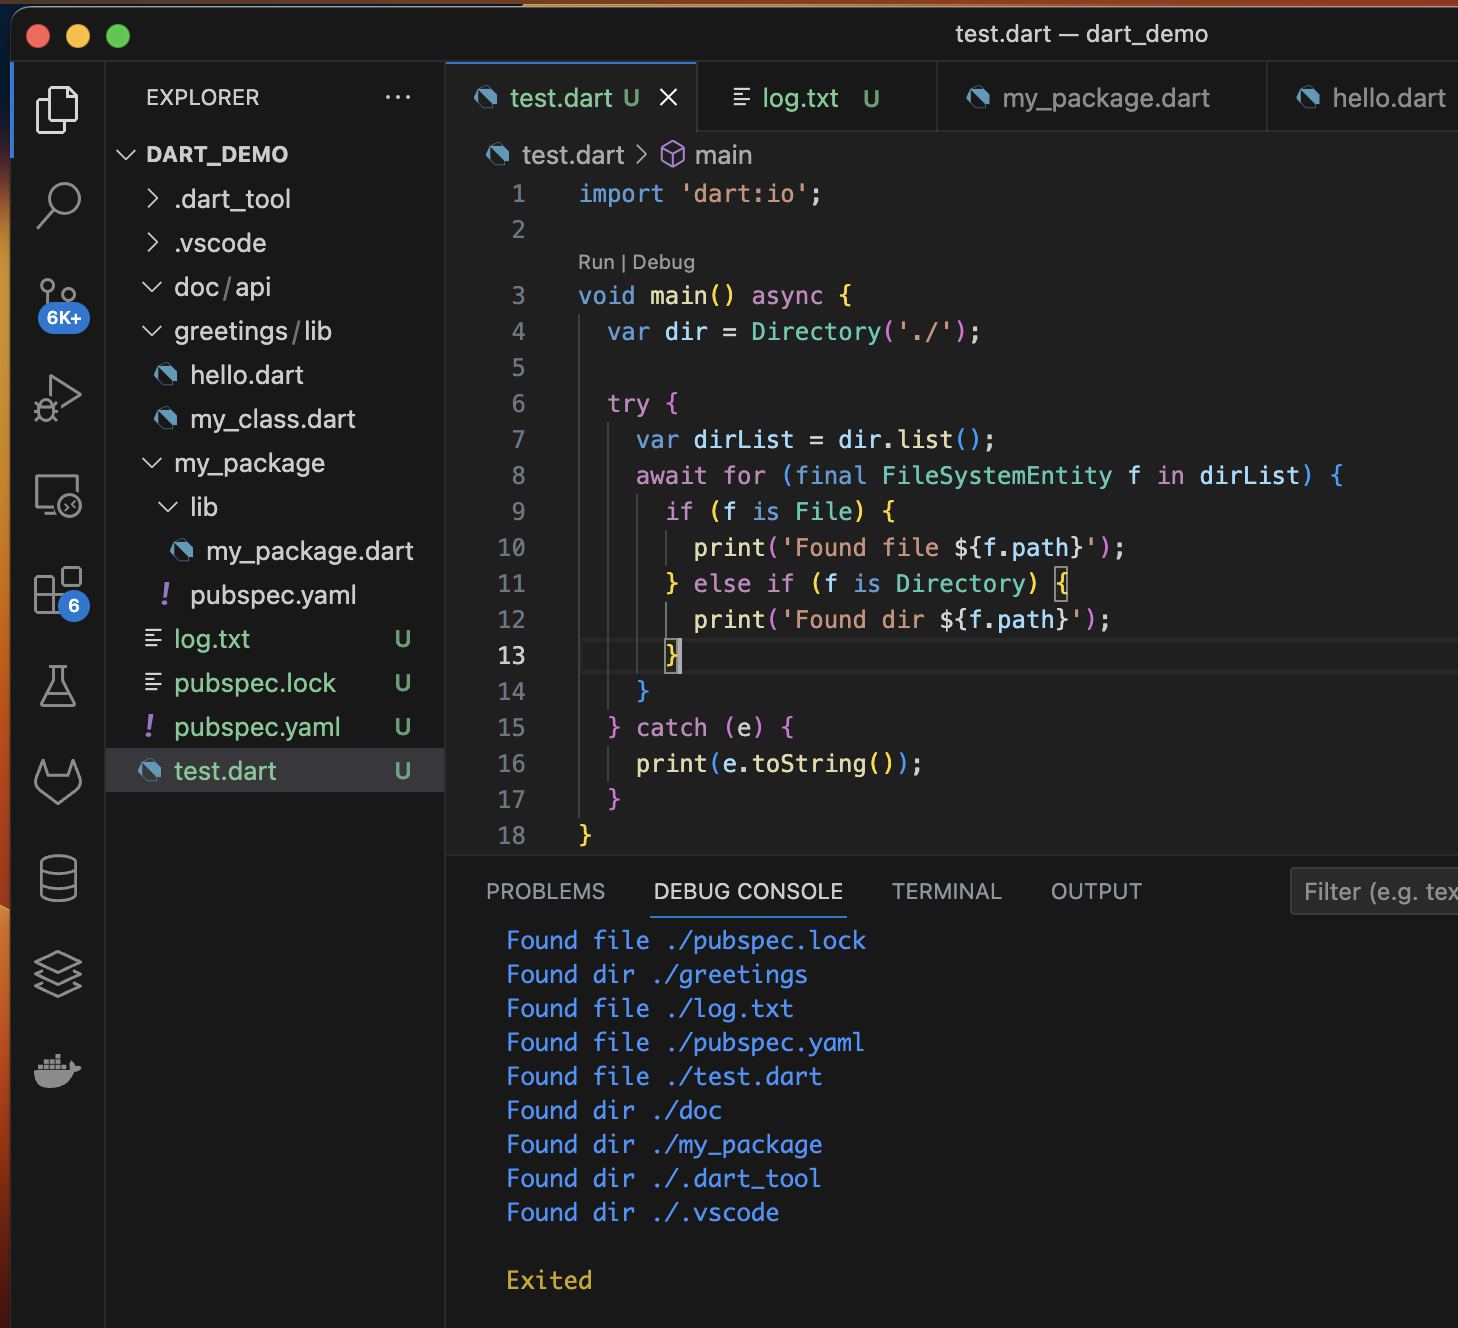 test.dart — dart_demo
EXPLORER ...
DART_DEMO
.dart_tool
.vscode
doc/api
greetings/lib
hello.dart
my_class.dart
my_package
lib
my_package.dart
! pubspec.yaml
log.txt U
pubspec.lock U
! pubspec.yaml U
test.dart U
6K+
6
test.dart U
log.txt U
my_package.dart
hello.dart
test.dart > main
1 import 'dart:io';
2
Run | Debug
3 void main() async {
4 var dir = Directory('./');
5
6 try {
7 var dirList = dir.list();
8 await for (final FileSystemEntity f in dirList) {
9 if (f is File) {
10 print('Found file ${f.path}');
11 } else if (f is Directory) {
12 print('Found dir ${f.path}');
13 }
14 }
15 } catch (e) {
16 print(e.toString());
17 }
18 }
PROBLEMS DEBUG CONSOLE TERMINAL OUTPUT Filter (e.g. tex
Found file ./pubspec.lock
Found dir ./greetings
Found file ./log.txt
Found file ./pubspec.yaml
Found file ./test.dart
Found dir ./doc
Found dir ./my_package
Found dir ./.dart_tool
Found dir ./.vscode
Exited